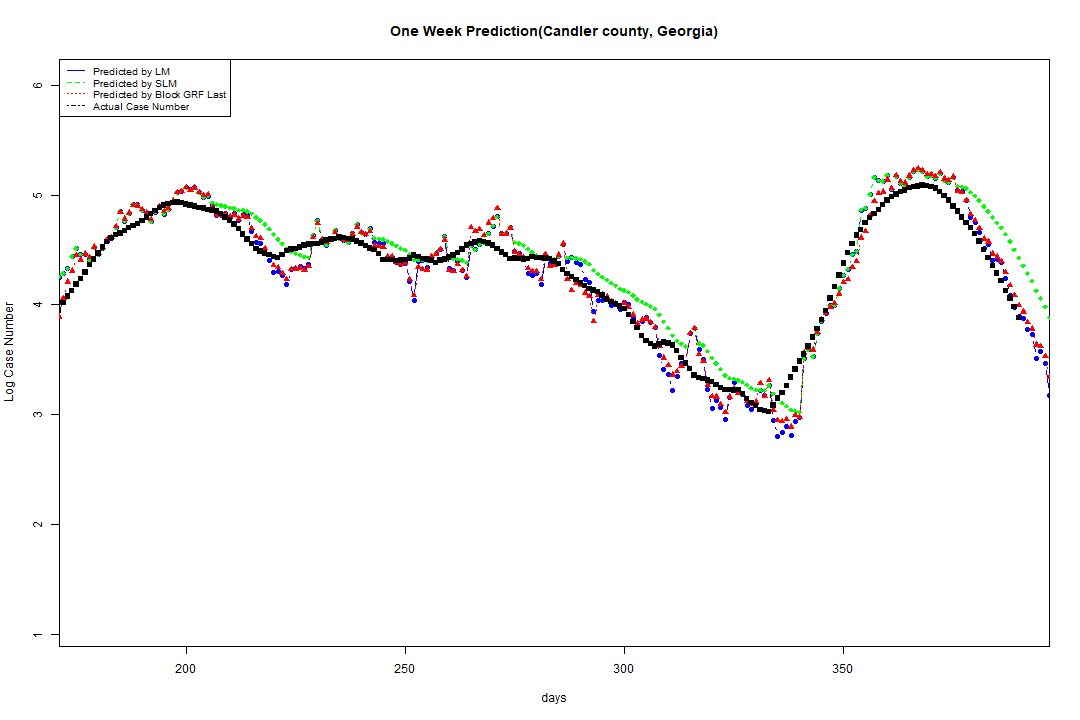 One Week Prediction(Candler county, Georgia)
Predicted by LM
Predicted by SLM
Predicted by Block GRF Last
Actual Case Number
6
5
4
3
2
1
Log Case Number
200
250
300
350
days